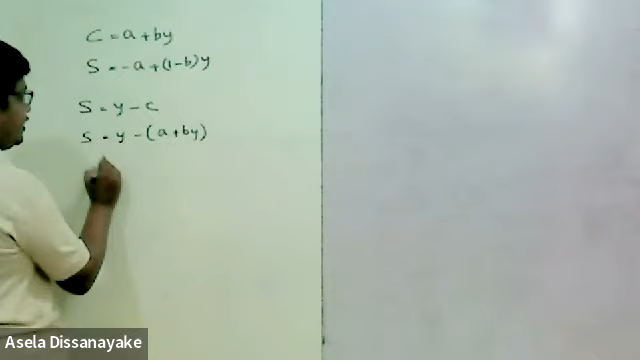 C = a + by
S = -a + (1-b)y
S = y - c
S = y - (a + by)
Asela Dissanayake